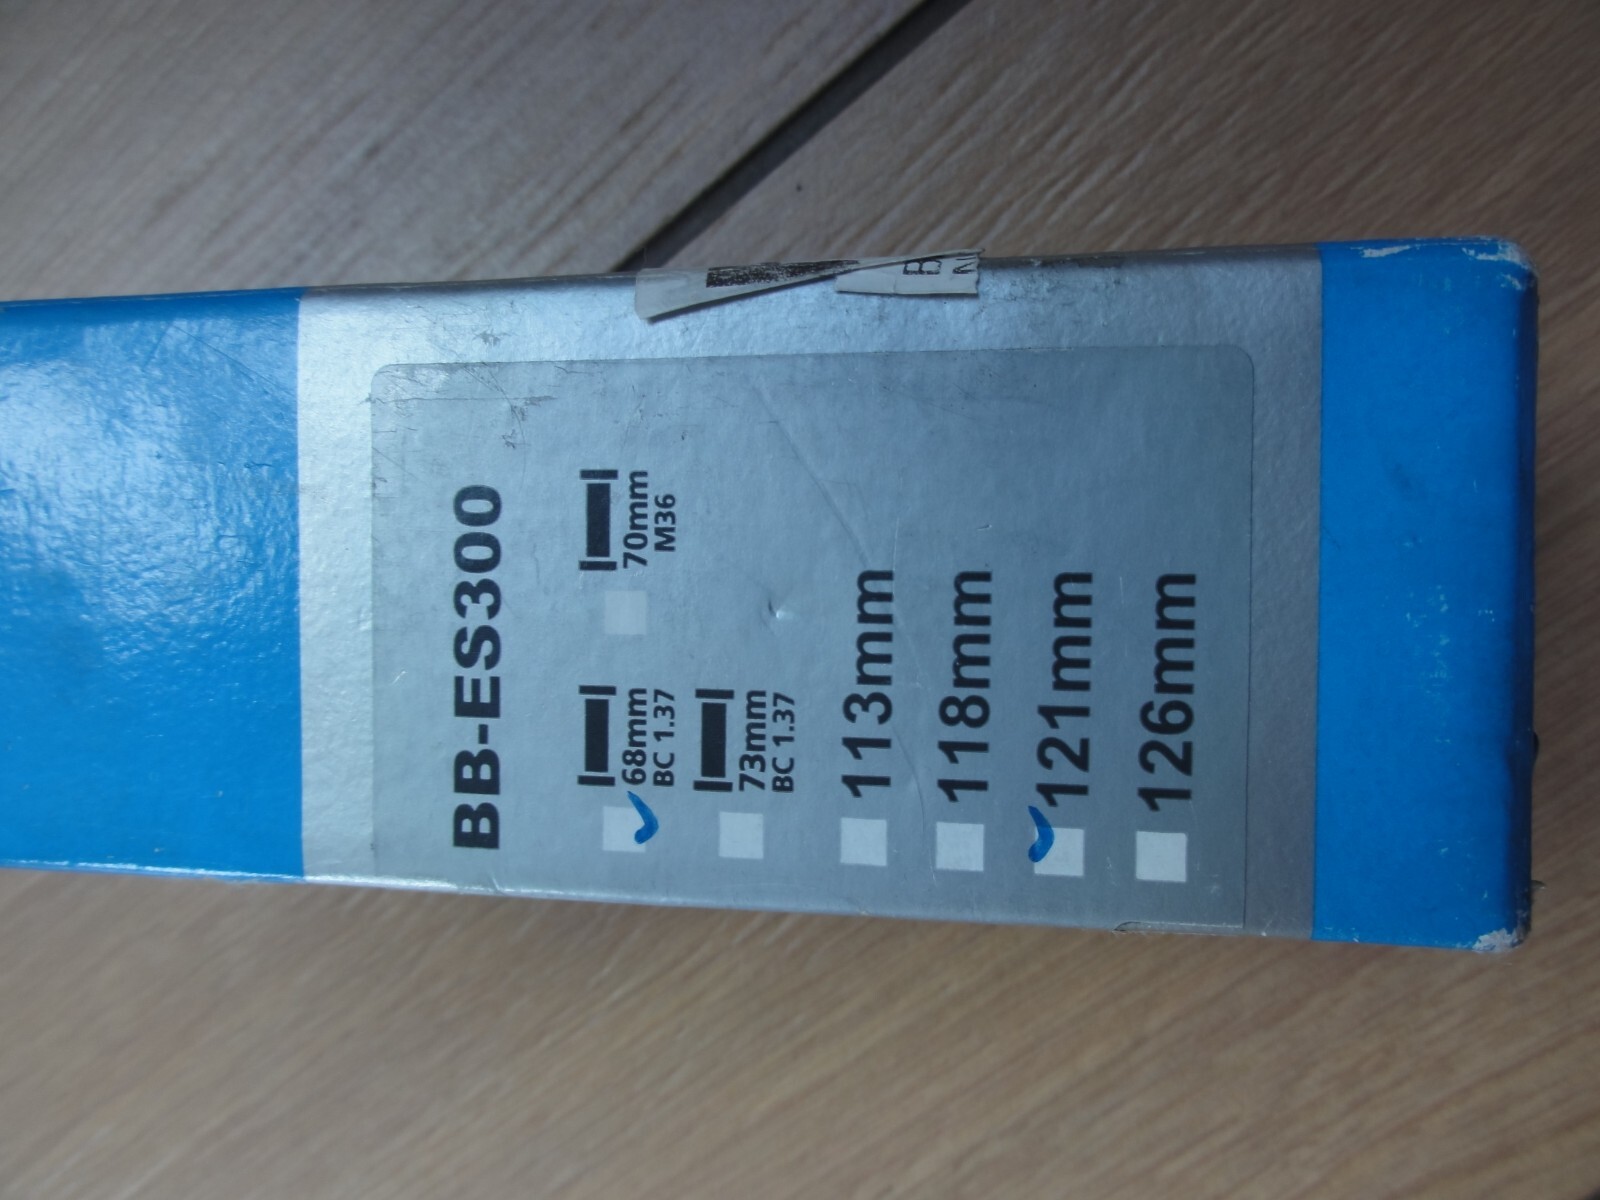 BB-ES300
68mm
BC 1.37
70mm
M36
73mm
BC 1.37
113mm
118mm
121mm
126mm
B